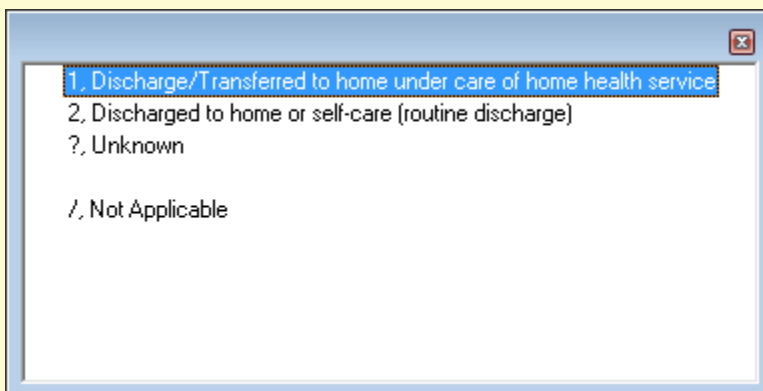 1, Discharge/Transferred to home under care of home health service
2, Discharged to home or self-care (routine discharge)
?, Unknown
/, Not Applicable